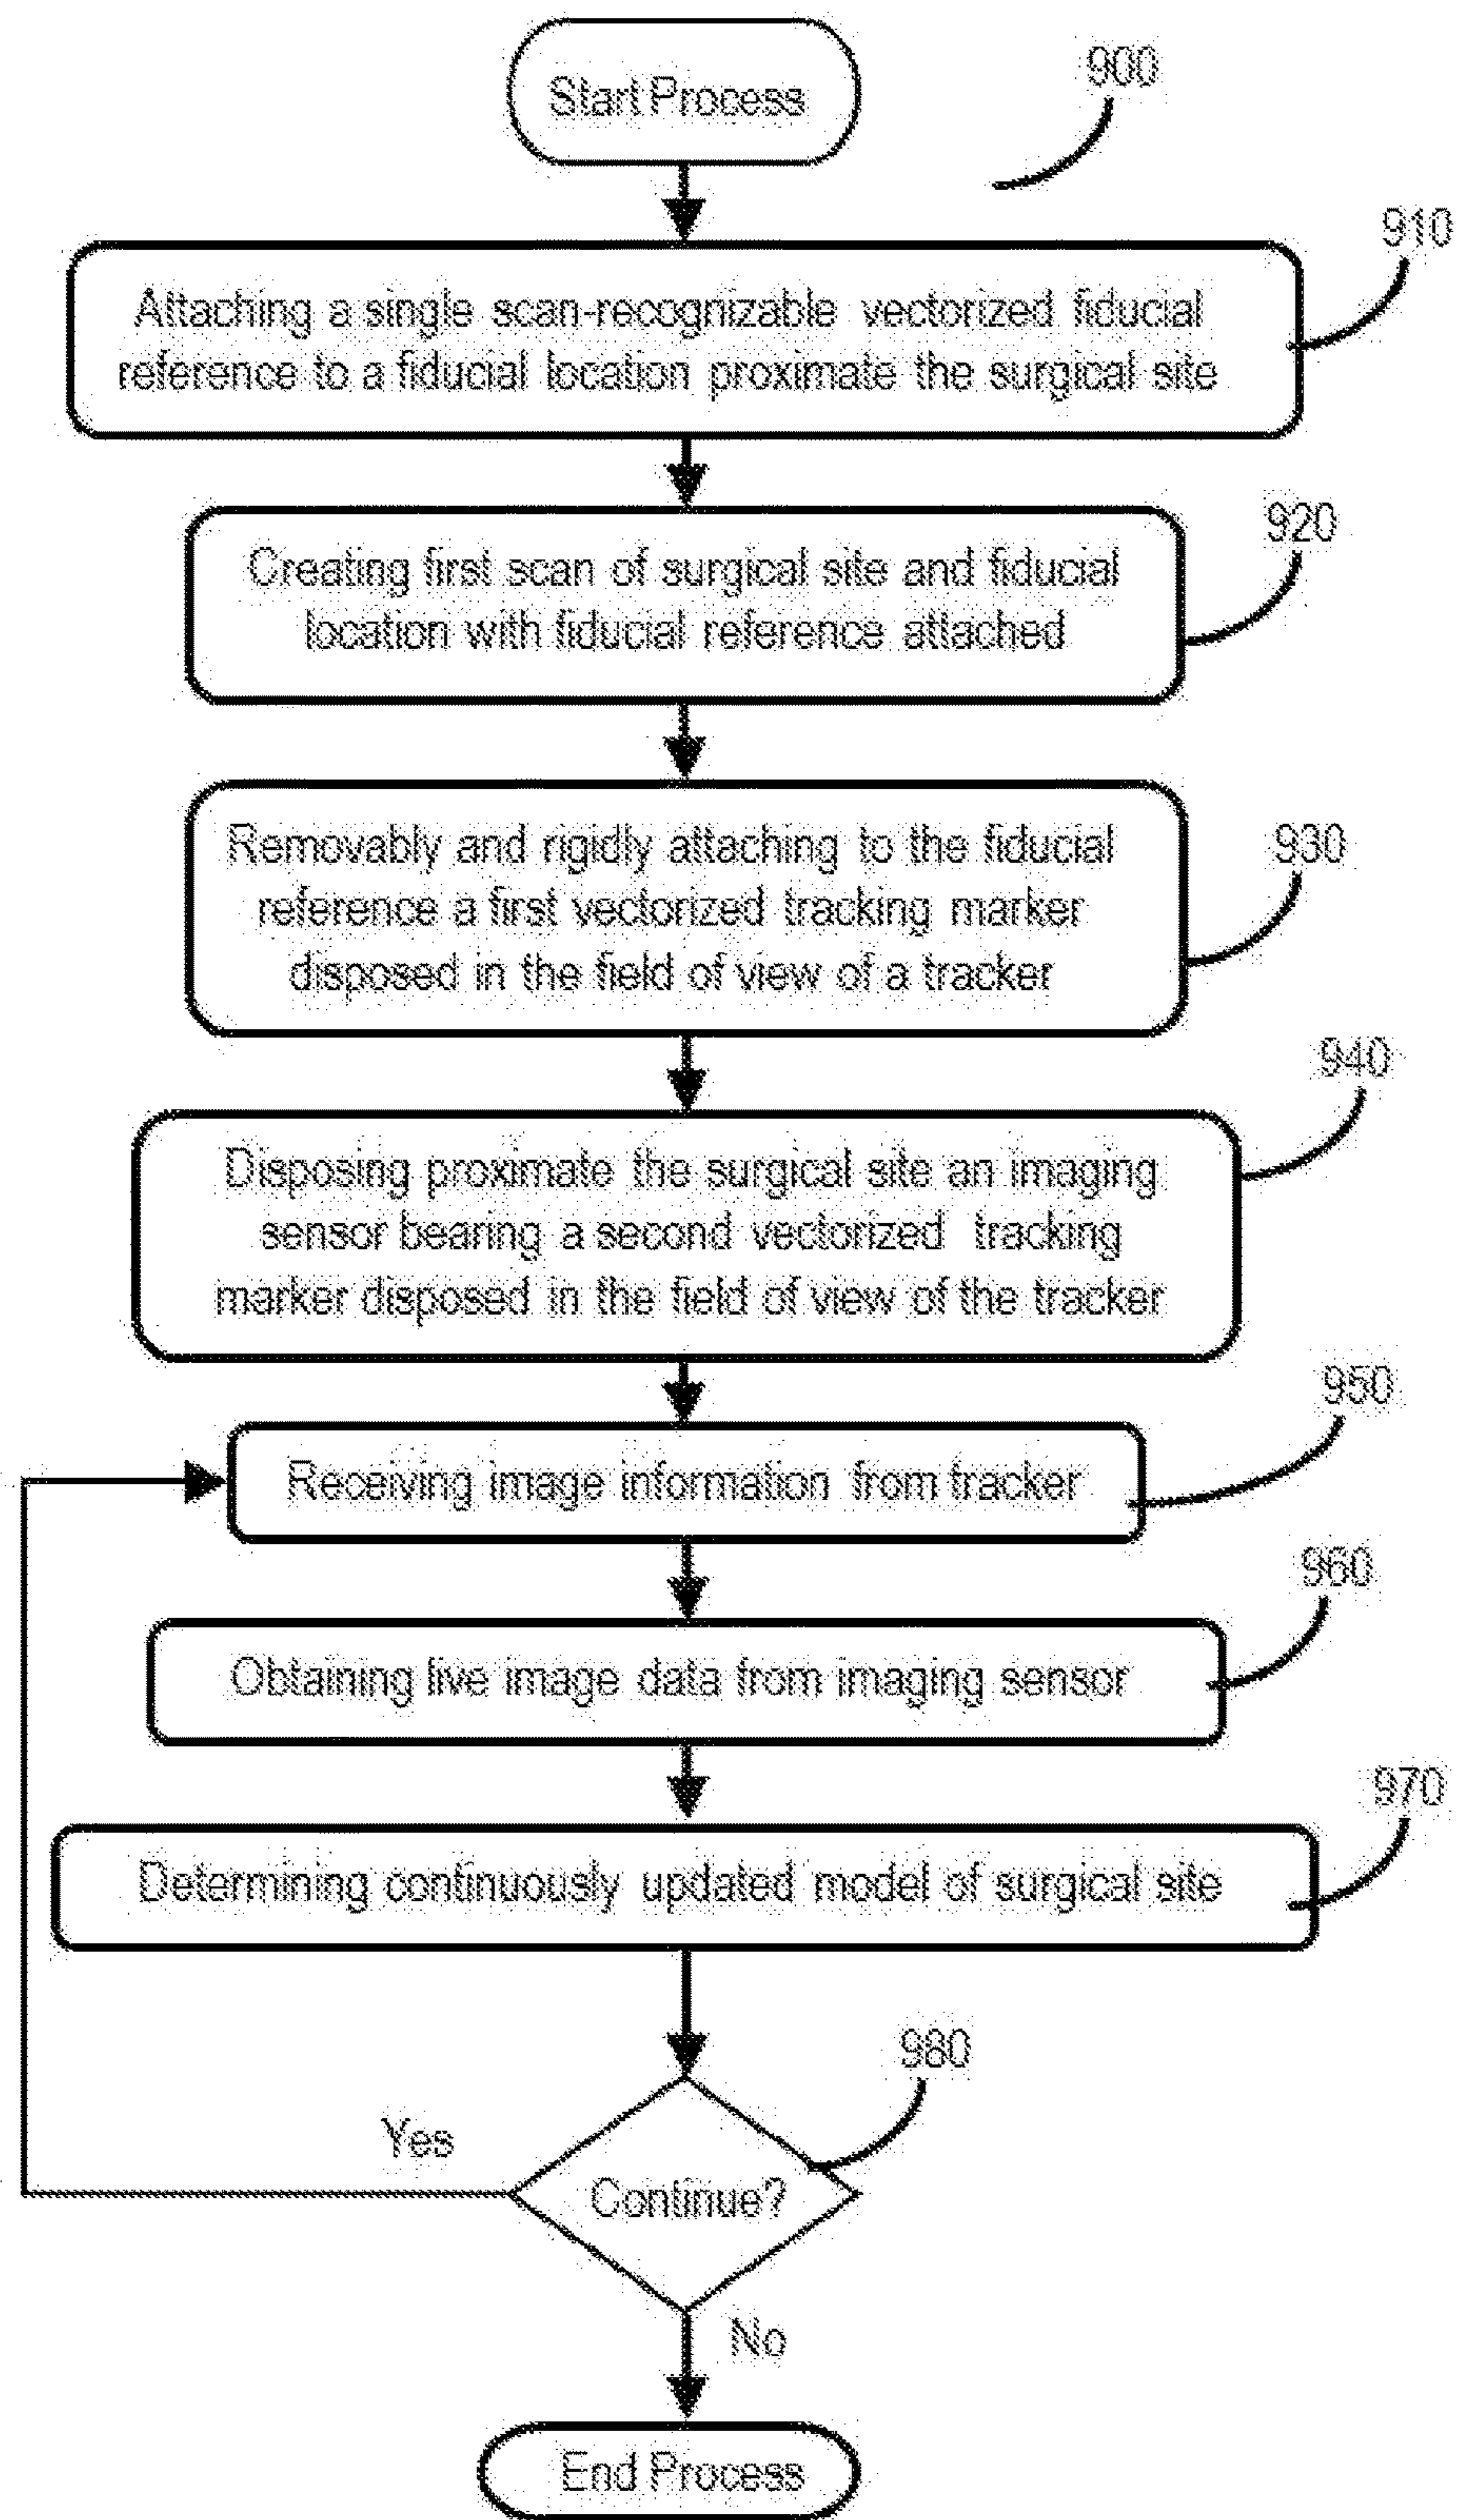 Start Process
900
910
Attaching a single scan-recognizable vectorized fiducial
reference to a fiducial location proximate the surgical site
920
Creating first scan of surgical site and fiducial
location with fiducial reference attached
930
Removably and rigidly attaching to the fiducial
reference a first vectorized tracking marker
disposed in the field of view of a tracker
940
Disposing proximate the surgical site an imaging
sensor bearing a second vectorized tracking
marker disposed in the field of view of the tracker
950
Receiving image information from tracker
960
Obtaining live image data from imaging sensor
970
Determining continuously updated model of surgical site
980
Yes
Continue?
No
End Process